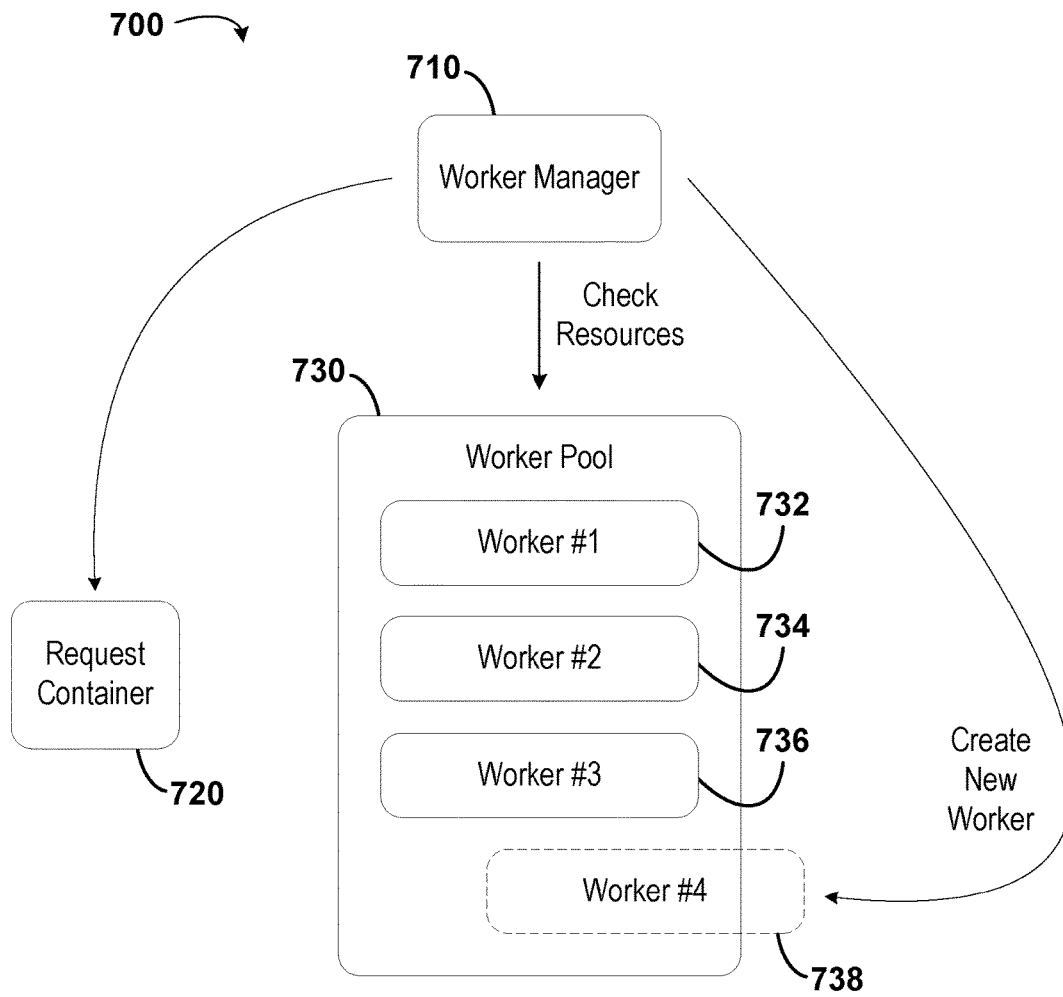 700
710
Worker Manager
Check
Resources
730
Worker Pool
732
Worker #1
734
Worker #2
Request
Container
720
736
Worker #3
Create
New
Worker
Worker #4
738